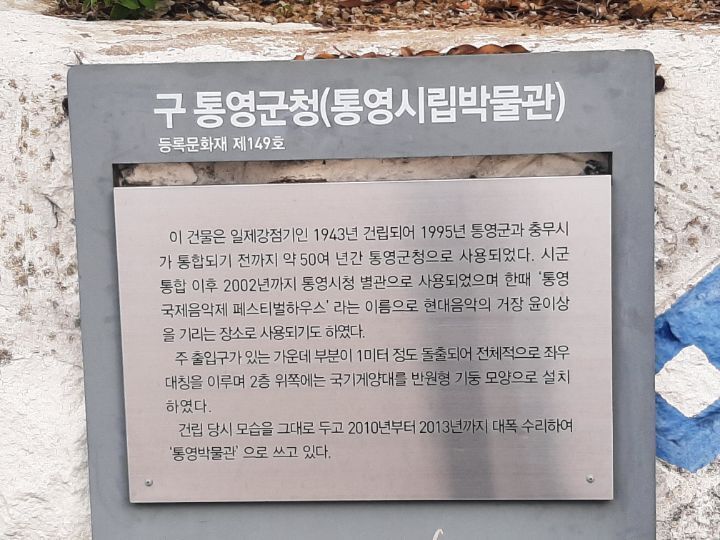 구 통영군청(통영시립박물관)
등록문화재 제149호
이 건물은 일제강점기인 1943년 건립되어 1995년 통영군과 충무시
가 통합되기 전까지 약 50여 년간 통영군청으로 사용되었다. 시군
통합 이후 2002년까지 통영시청 별관으로 사용되었으며 한때 ‘통영
국제음악제 페스티벌하우스’ 라는 이름으로 현대음악의 거장 윤이상
을 기리는 장소로 사용되기도 하였다.
주 출입구가 있는 가운데 부분이 1미터 정도 돌출되어 전체적으로 좌우
대칭을 이루며 2층 위쪽에는 국기게양대를 반원형 기둥 모양으로 설치
하였다.
건립 당시 모습을 그대로 두고 2010년부터 2013년까지 대폭 수리하여
‘통영박물관’ 으로 쓰고 있다.